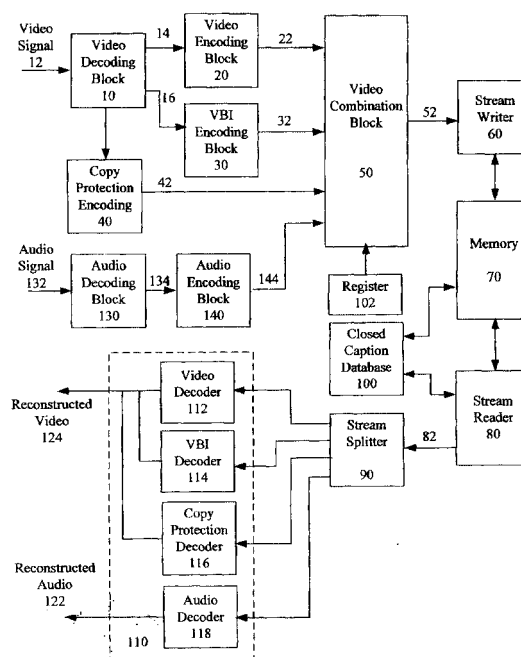 Video
Signal
12
Video
Decoding
Block
10
14
16
Video
Encoding
Block
20
22
VBI
Encoding
Block
30
32
Copy
Protection
Encoding
40
42
Video
Combination
Block
50
52
Stream
Writer
60
Audio
Signal
132
Audio
Decoding
Block
130
134
Audio
Encoding
Block
140
144
Register
102
Memory
70
Closed
Caption
Database
100
Stream
Reader
80
82
Stream
Splitter
90
Video
Decoder
112
VBI
Decoder
114
Copy
Protection
Decoder
116
Audio
Decoder
118
110
Reconstructed
Video
124
Reconstructed
Audio
122